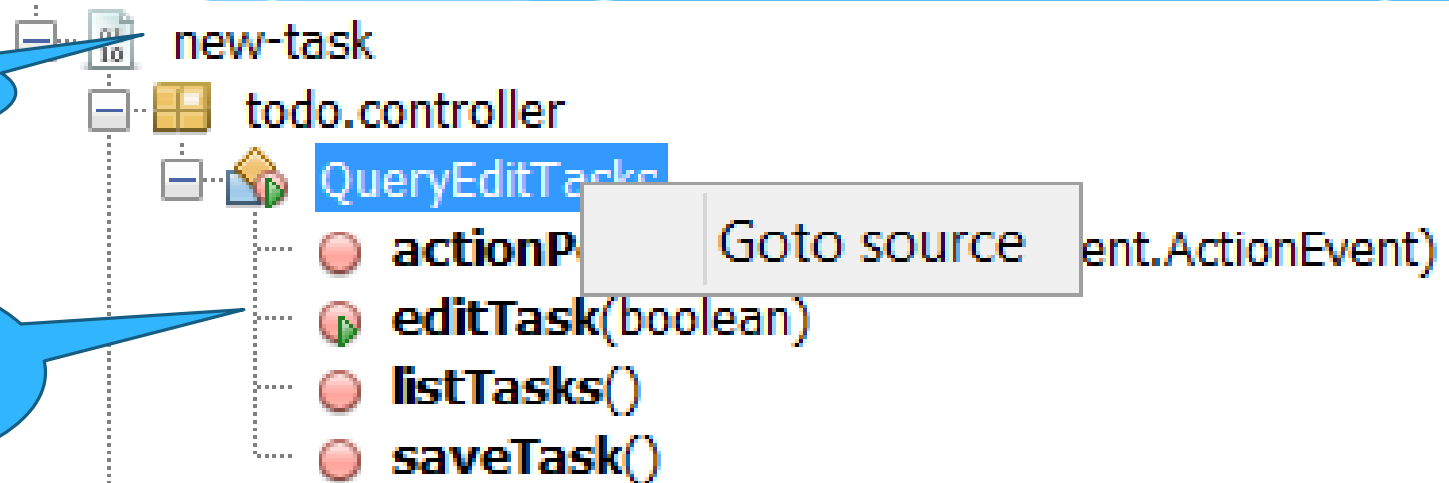 new-task
todo.controller
QueryEditTasks
Goto source
actionP ent.ActionEvent)
editTask(boolean)
listTasks()
saveTask()